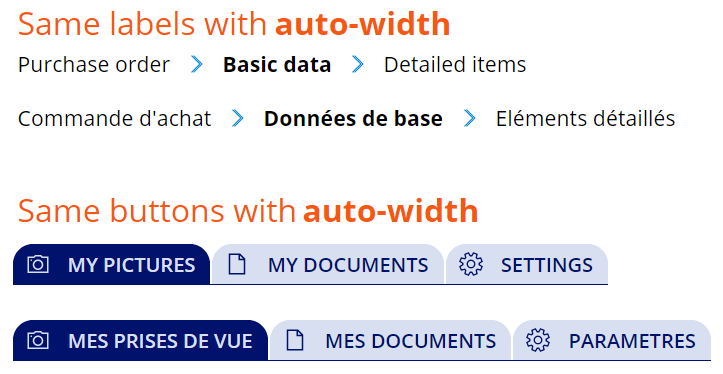 Same labels with auto-width
Purchase order Basic data Detailed items
Commande d'achat Données de base Eléments détaillés
Same buttons with auto-width
MY PICTURES MY DOCUMENTS SETTINGS
MES PRISES DE VUE MES DOCUMENTS PARAMETRES